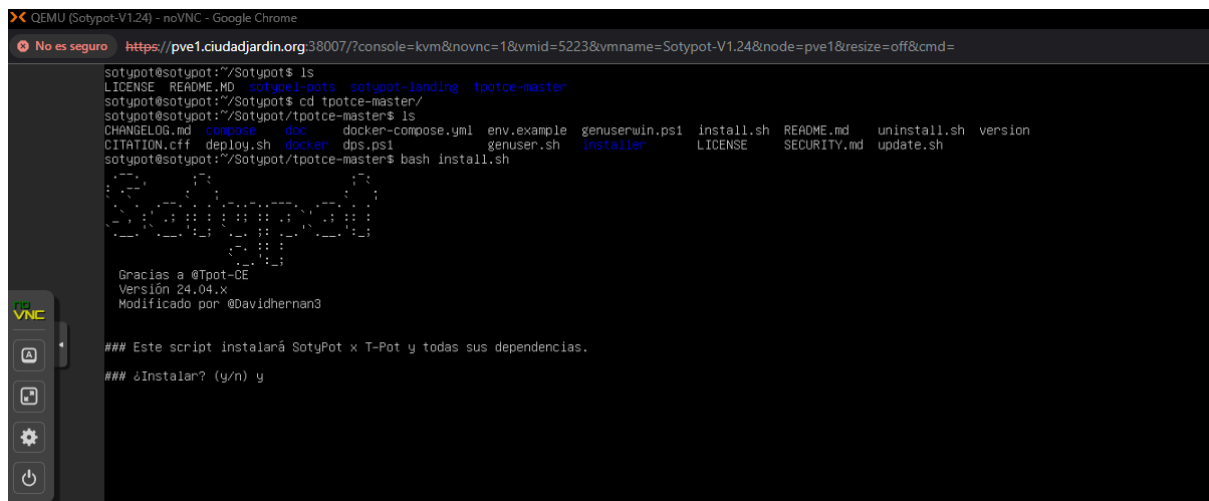 QEMU (Sotypot-V1.24) - noVNC - Google Chrome
No es seguro https://pve1.ciudadjardin.org:38007/?console=kvm&novnc=1&vmid=5223&vmname=Sotypot-V1.24&node=pve1&resize=off&cmd=
sotypot@sotypot:~/Sotypot$ ls
LICENSE README.MD sotypel-pots sotypot-landing tpotce-master
sotypot@sotypot:~/Sotypot$ cd tpotce-master/
sotypot@sotypot:~/Sotypot/tpotce-master$ ls
CHANGELOG.md compose doc docker-compose.yml env.example genuserwin.ps1 install.sh README.md uninstall.sh version
CITATION.cff deploy.sh docker dps.ps1 genuser.sh installer LICENSE SECURITY.md update.sh
sotypot@sotypot:~/Sotypot/tpotce-master$ bash install.sh
Sotypot
Gracias a @Tpot-CE
Versión 24.04.x
Modificado por @Davidhernan3
### Este script instalará SotyPot x T-Pot y todas sus dependencias.
### ¿Instalar? (y/n) y
no
VNC
A